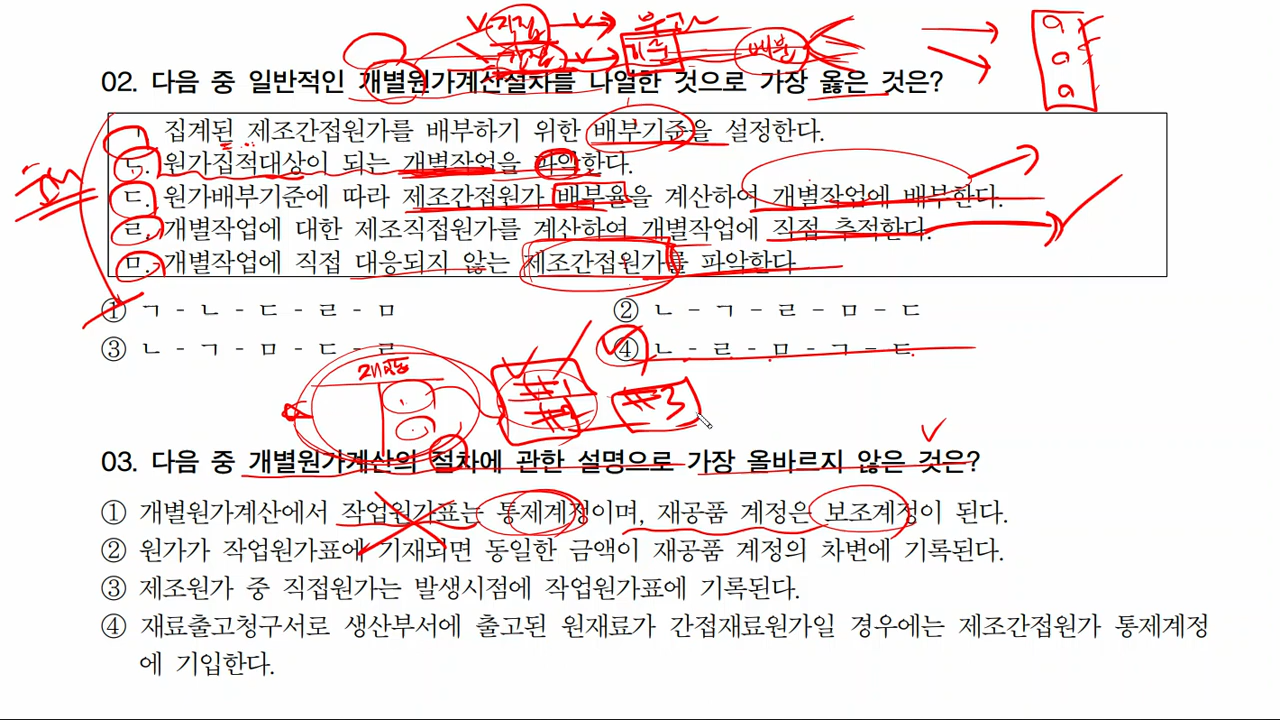 직접
간접
기록
배분
02. 다음 중 일반적인 개별원가계산절차를 나열한 것으로 가장 옳은 것은?
ㄱ. 집계된 제조간접원가를 배부하기 위한 배부기준을 설정한다.
ㄴ. 원가집적대상이 되는 개별작업을 파악한다.
ㄷ. 원가배부기준에 따라 제조간접원가 배부율을 계산하여 개별작업에 배부한다.
ㄹ. 개별작업에 대한 제조직접원가를 계산하여 개별작업에 직접 추적한다.
ㅁ. 개별작업에 직접 대응되지 않는 제조간접원가를 파악한다
① ㄱ - ㄴ - ㄷ - ㄹ - ㅁ
② ㄴ - ㄱ - ㄹ - ㅁ - ㄷ
③ ㄴ - ㄱ - ㅁ - ㄷ - ㄹ
④ ㄴ - ㄹ - ㅁ - ㄱ - ㄷ
재공품
#1
#2
#3
03. 다음 중 개별원가계산의 절차에 관한 설명으로 가장 올바르지 않은 것은?
① 개별원가계산에서 작업원가표는 통제계정이며, 재공품 계정은 보조계정이 된다.
② 원가가 작업원가표에 기재되면 동일한 금액이 재공품 계정의 차변에 기록된다.
③ 제조원가 중 직접원가는 발생시점에 작업원가표에 기록된다.
④ 재료출고청구서로 생산부서에 출고된 원재료가 간접재료원가일 경우에는 제조간접원가 통제계정
에 기입한다.